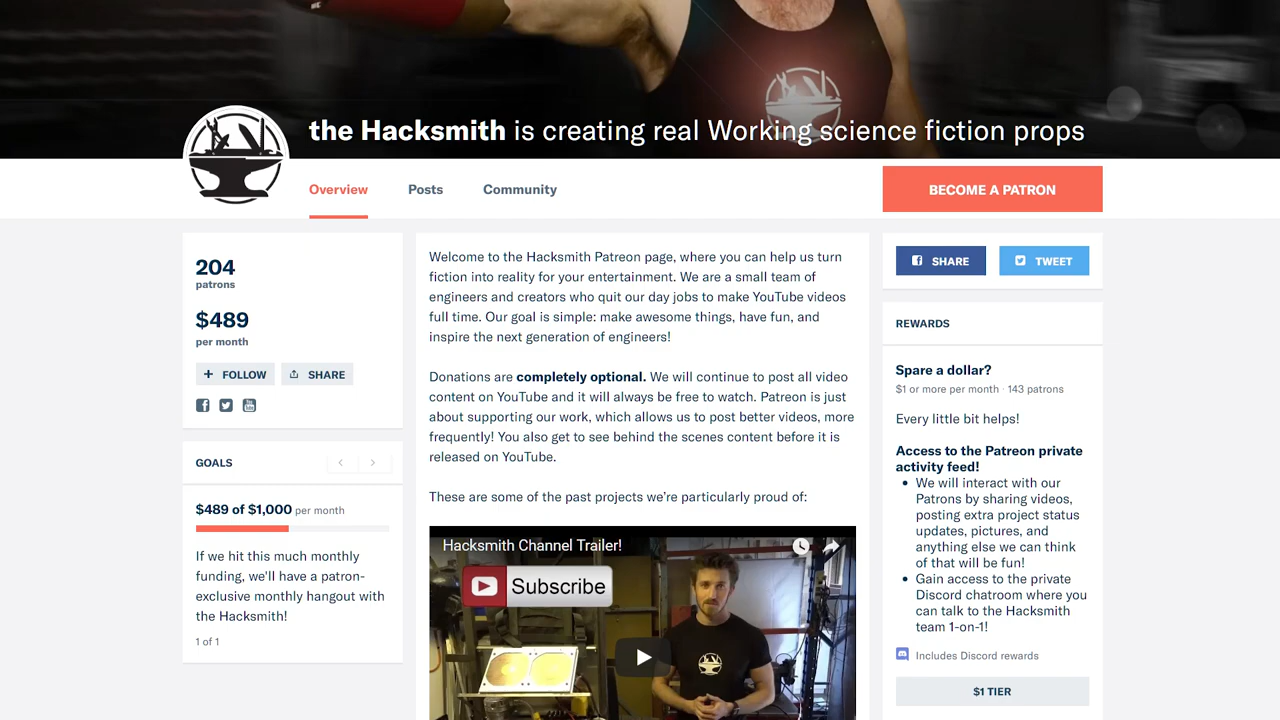 the Hacksmith is creating real Working science fiction props
Overview
Posts
Community
BECOME A PATRON
204
patrons
$489
per month
FOLLOW
SHARE
GOALS
$489 of $1,000 per month
If we hit this much monthly
funding, we'll have a patron-
exclusive monthly hangout with
the Hacksmith!
1 of 1
Welcome to the Hacksmith Patreon page, where you can help us turn
fiction into reality for your entertainment. We are a small team of
engineers and creators who quit our day jobs to make YouTube videos
full time. Our goal is simple: make awesome things, have fun, and
inspire the next generation of engineers!
Donations are completely optional. We will continue to post all video
content on YouTube and it will always be free to watch. Patreon is just
about supporting our work, which allows us to post better videos, more
frequently! You also get to see behind the scenes content before it is
released on YouTube.
These are some of the past projects we're particularly proud of:
Hacksmith Channel Trailer!
Subscribe
SHARE
TWEET
REWARDS
Spare a dollar?
$1 or more per month · 143 patrons
Every little bit helps!
Access to the Patreon private
activity feed!
• We will interact with our
Patrons by sharing videos,
posting extra project status
updates, pictures, and
anything else we can think
of that will be fun!
• Gain access to the private
Discord chatroom where you
can talk to the Hacksmith
team 1-on-1!
Includes Discord rewards
$1 TIER